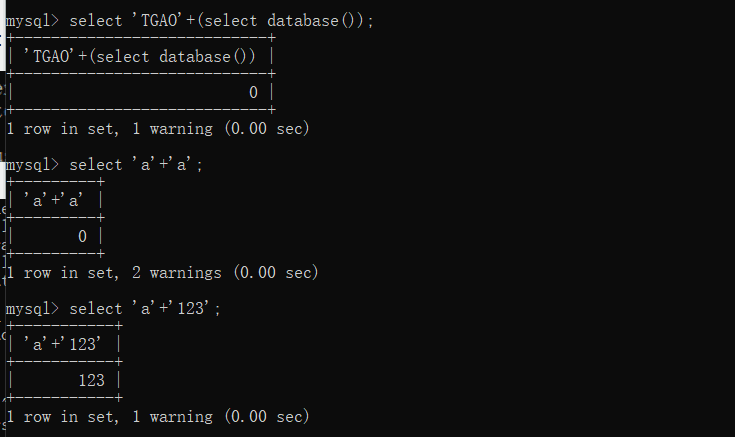 mysql> select 'TGAO'+(select database());
+----------------------------+
| 'TGAO'+(select database()) |
+----------------------------+
| 0 |
+----------------------------+
1 row in set, 1 warning (0.00 sec)
mysql> select 'a'+'a';
+---------+
| 'a'+'a' |
+---------+
| 0 |
+---------+
1 row in set, 2 warnings (0.00 sec)
mysql> select 'a'+'123';
+-----------+
| 'a'+'123' |
+-----------+
| 123 |
+-----------+
1 row in set, 1 warning (0.00 sec)